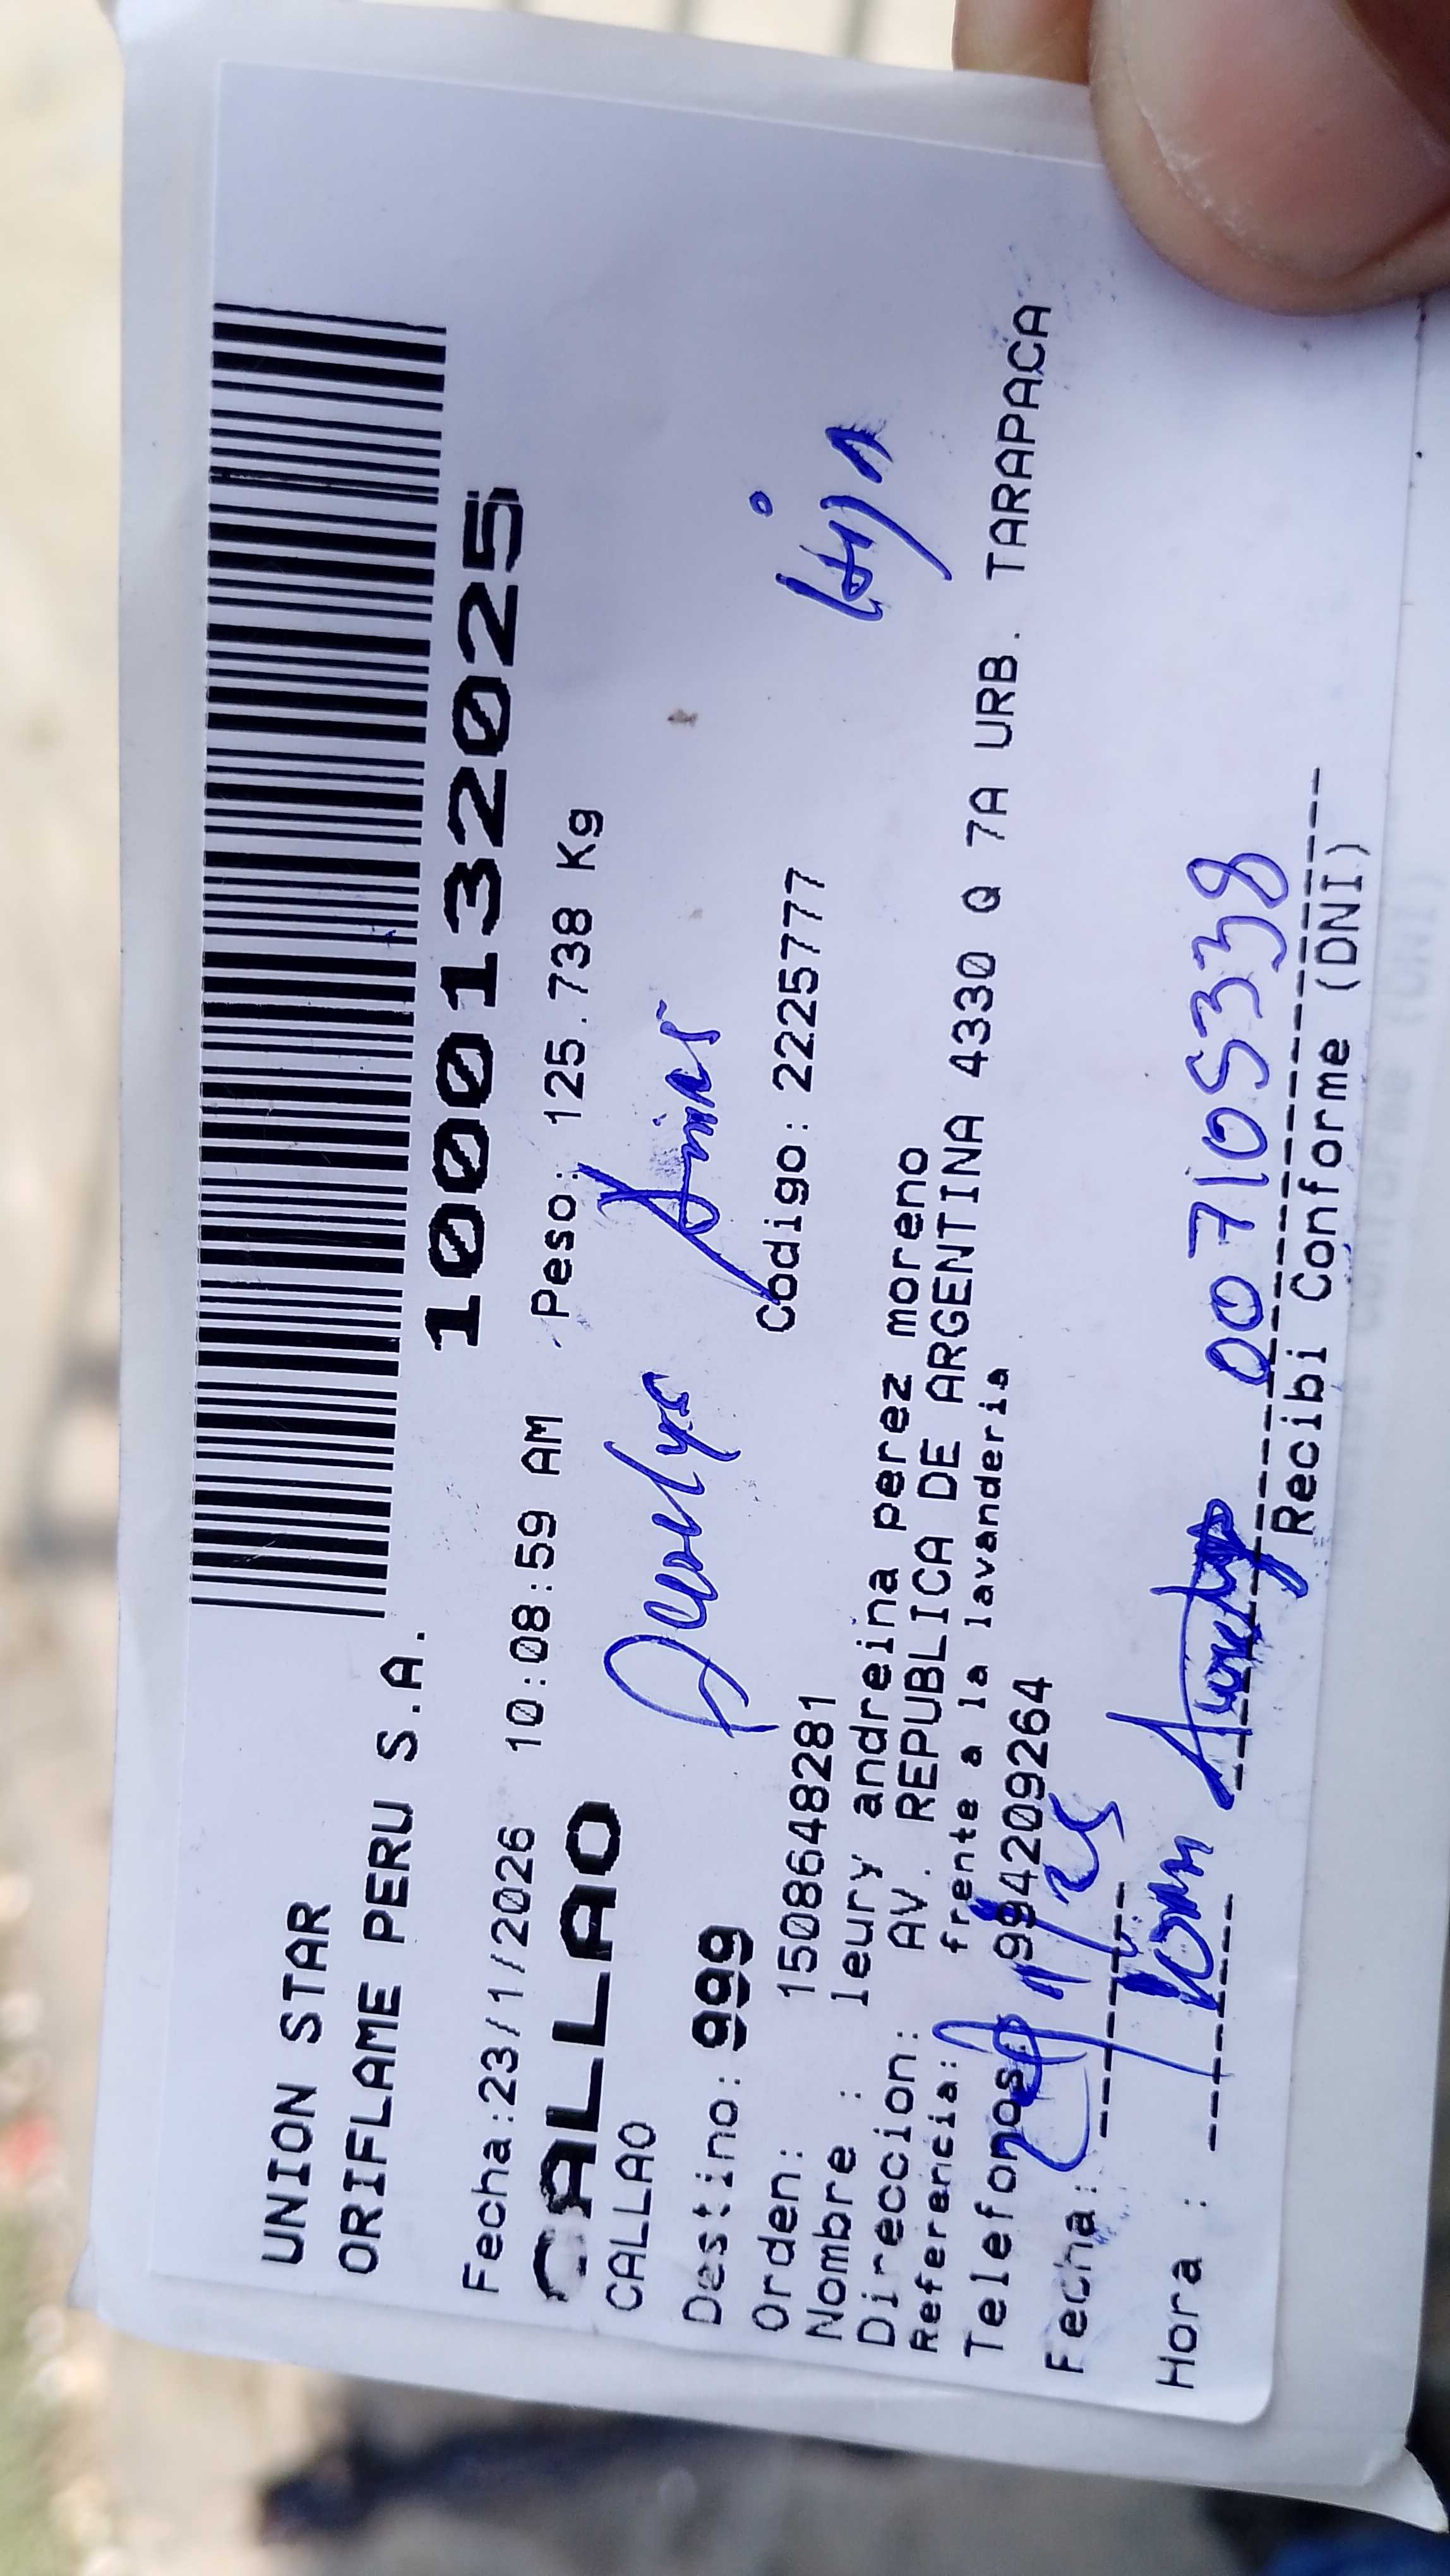 UNION STAR
ORIFLAME PERU S.A.
1000132025
Fecha:23/1/2026 10:08:59 AM Peso: 125.738 Kg
CALLAO
CALLAO
Destino: 999
Orden: 1508648281 Codigo: 2225777
Hija
Nombre : leury andreina perez moreno
Direccion: AV. REPUBLICA DE ARGENTINA 4330 Q 7A URB. TARAPACA
Referencia: frente a la lavanderia
Telefonos: 994209264
Fecha:
Hora :
007105338
Recibi Conforme (DNI)